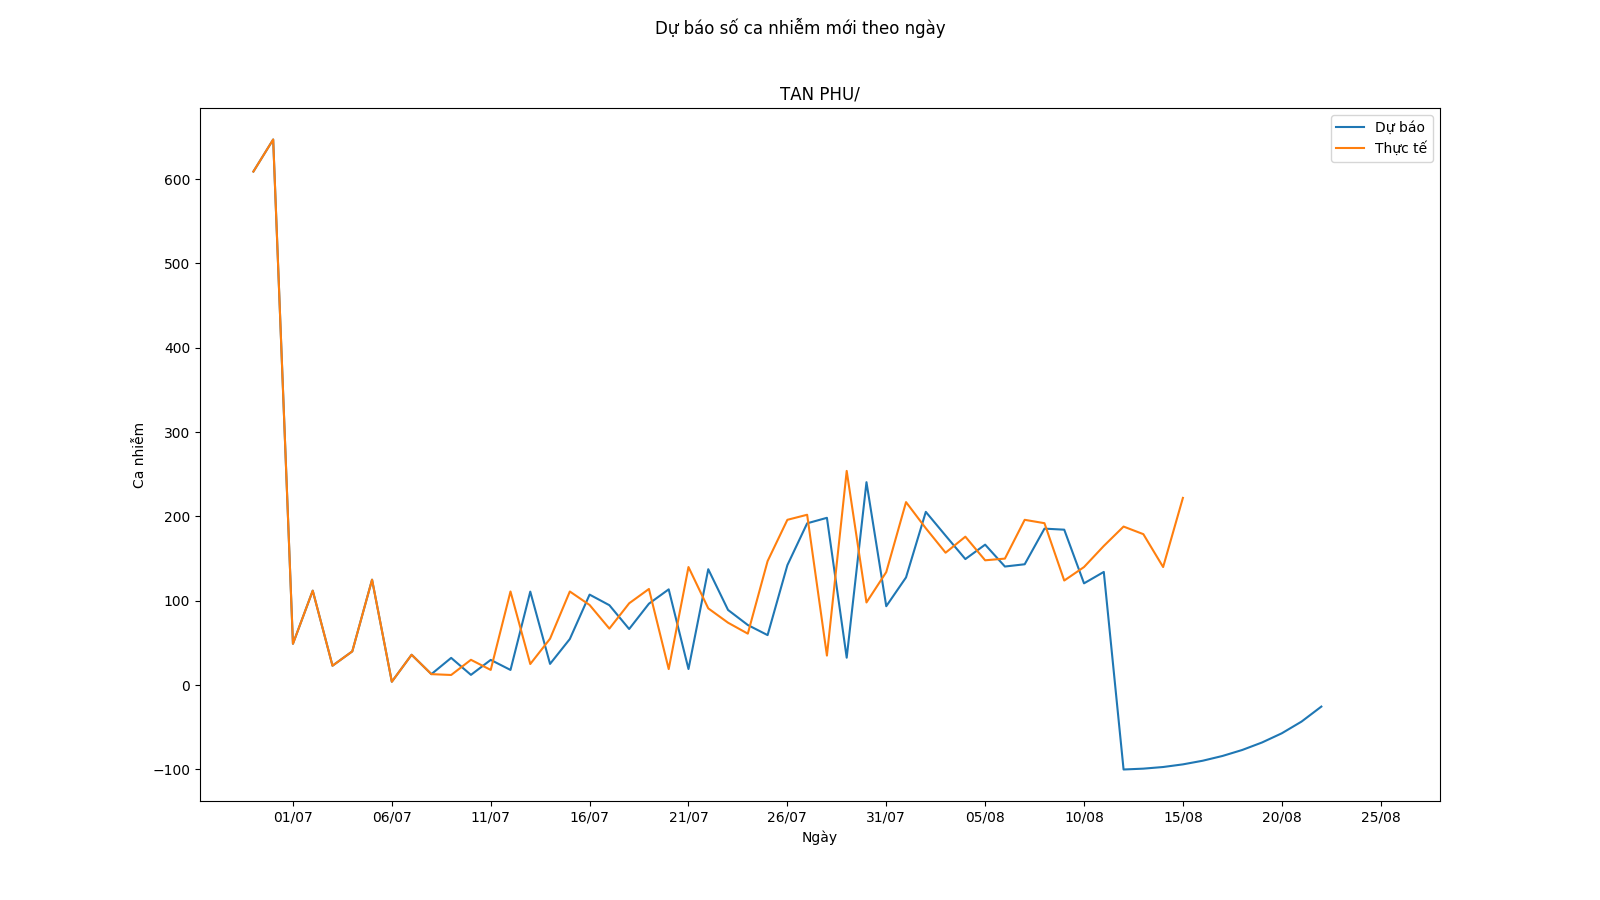 Dự báo số ca nhiễm mới theo ngày
TAN PHU/
Dự báo
Thực tế
600
500
400
300
200
100
0
−100
Ca nhiễm
01/07 06/07 11/07 16/07 21/07 26/07 31/07 05/08 10/08 15/08 20/08 25/08
Ngày